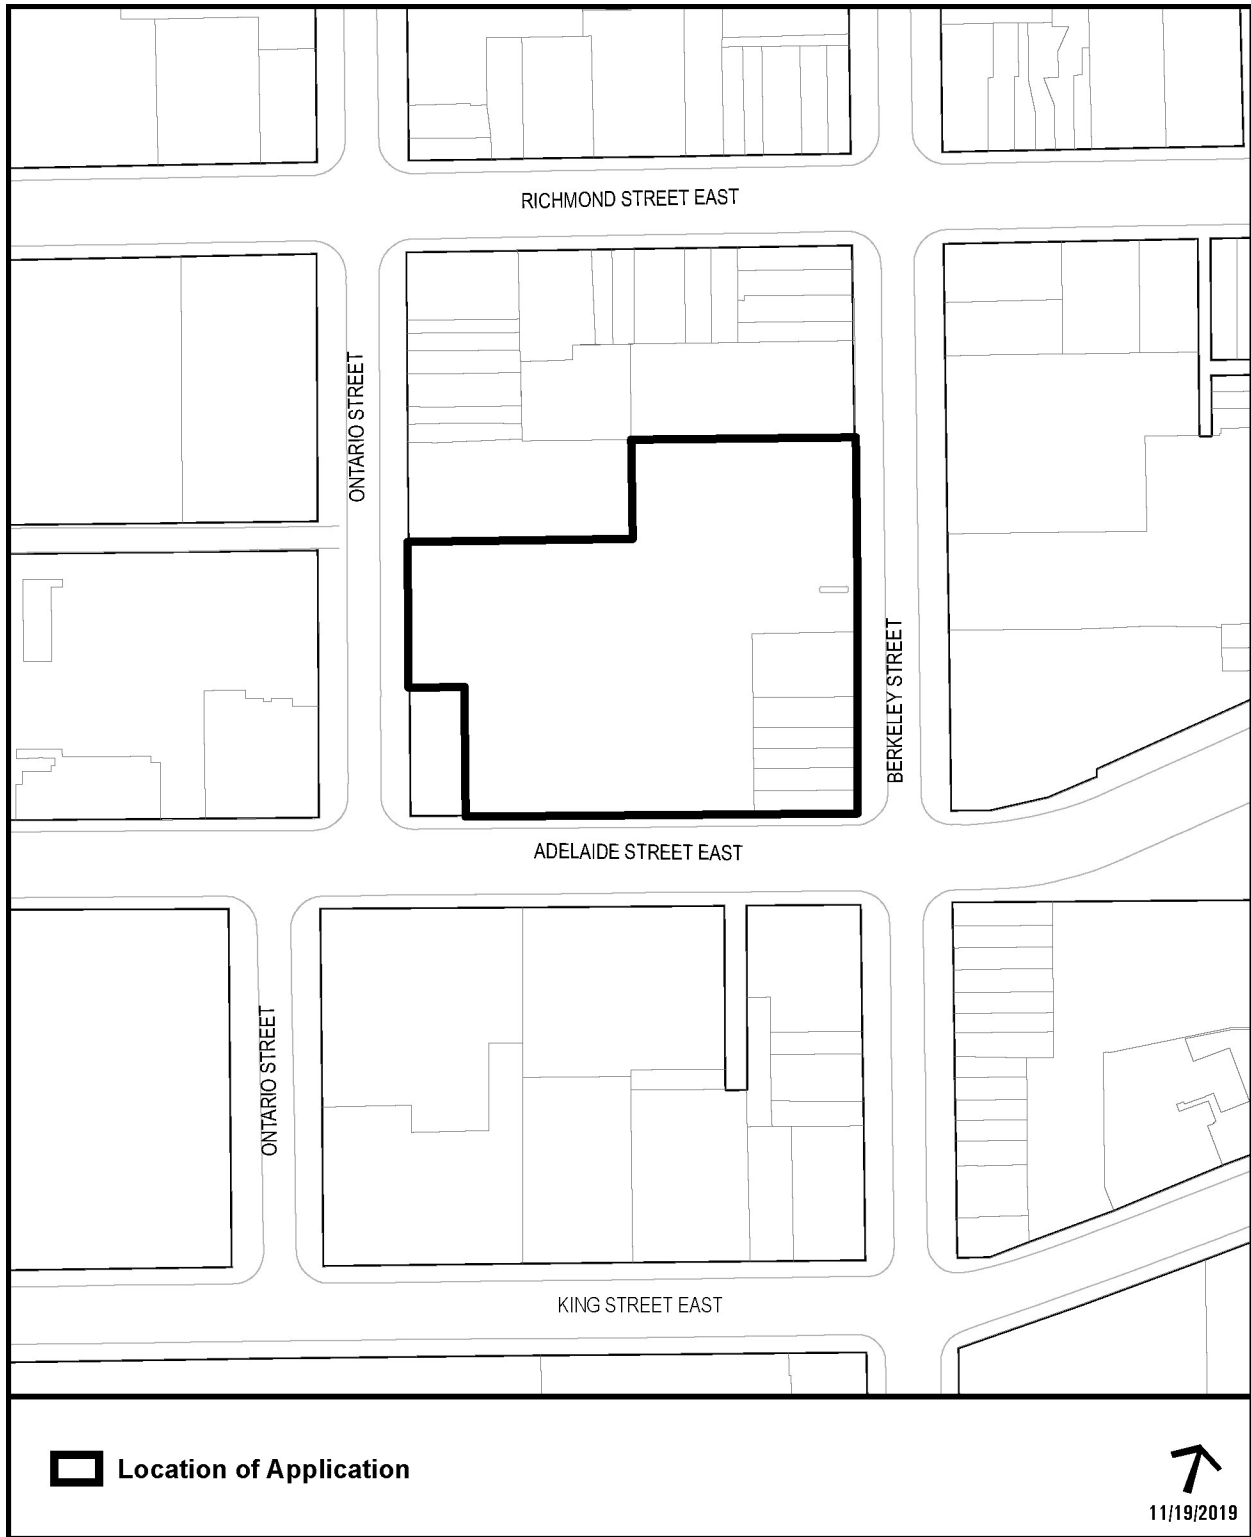 RICHMOND STREET EAST
ONTARIO STREET
BERKELEY STREET
ADELAIDE STREET EAST
ONTARIO STREET
KING STREET EAST
Location of Application
11/19/2019